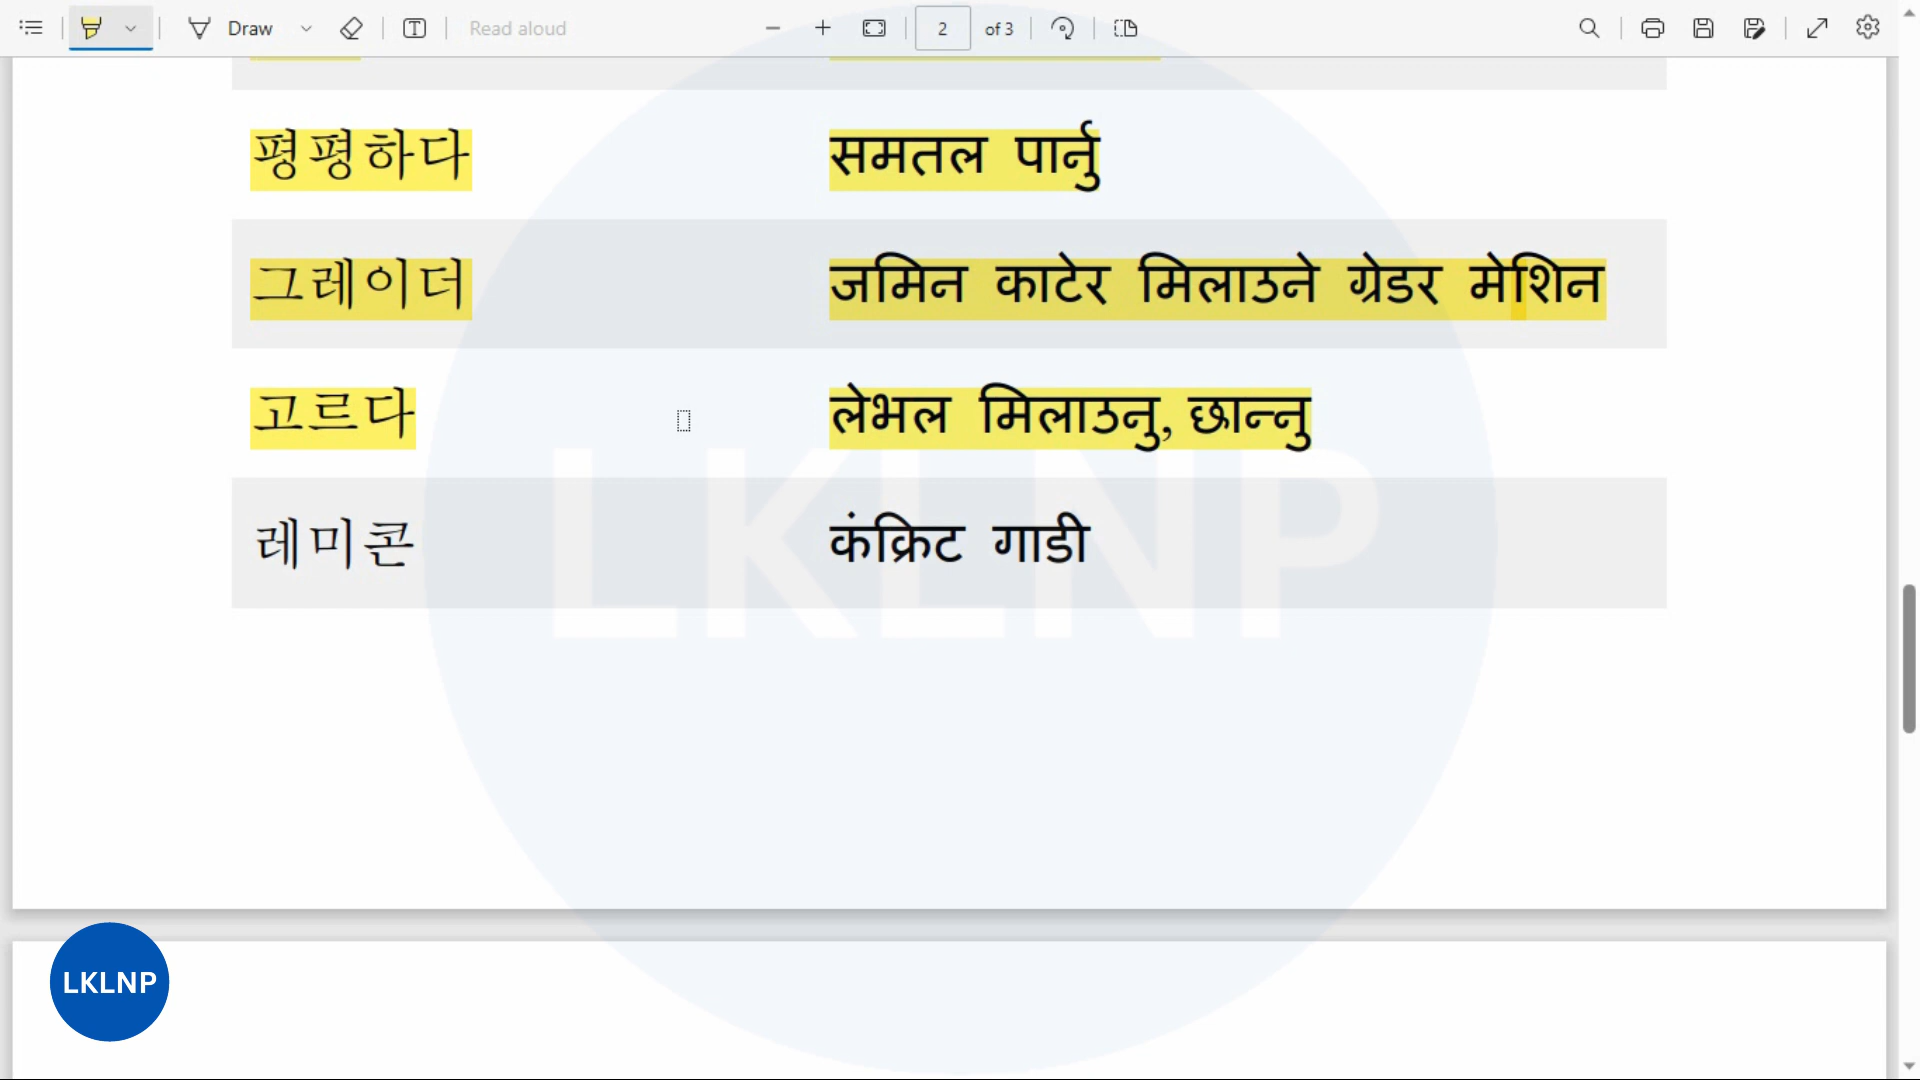 Draw
Read aloud
2 of 3
평평하다 समतल पार्नु
그레이더 जमिन काटेर मिलाउने ग्रेडर मेशिन
고르다 लेभल मिलाउनु, छान्नु
레미콘 कंक्रिट गाडी
LKLNP
LKLNP